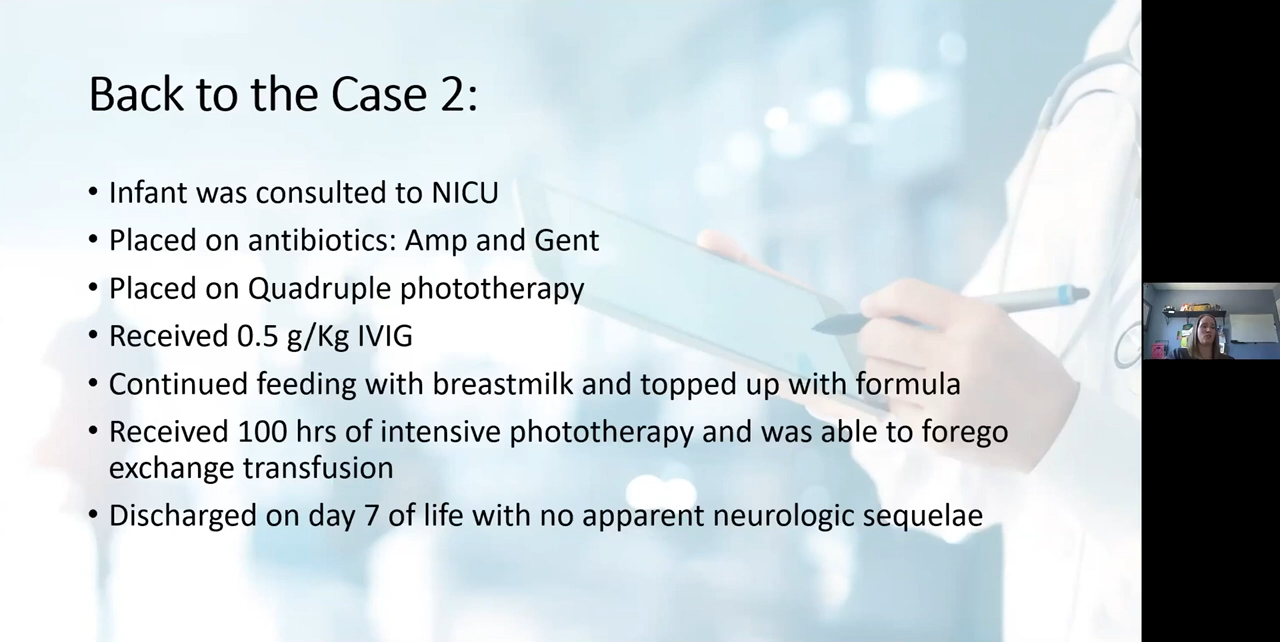 Back to the Case 2:
• Infant was consulted to NICU
• Placed on antibiotics: Amp and Gent
• Placed on Quadruple phototherapy
• Received 0.5 g/Kg IVIG
• Continued feeding with breastmilk and topped up with formula
• Received 100 hrs of intensive phototherapy and was able to forego
exchange transfusion
• Discharged on day 7 of life with no apparent neurologic sequelae